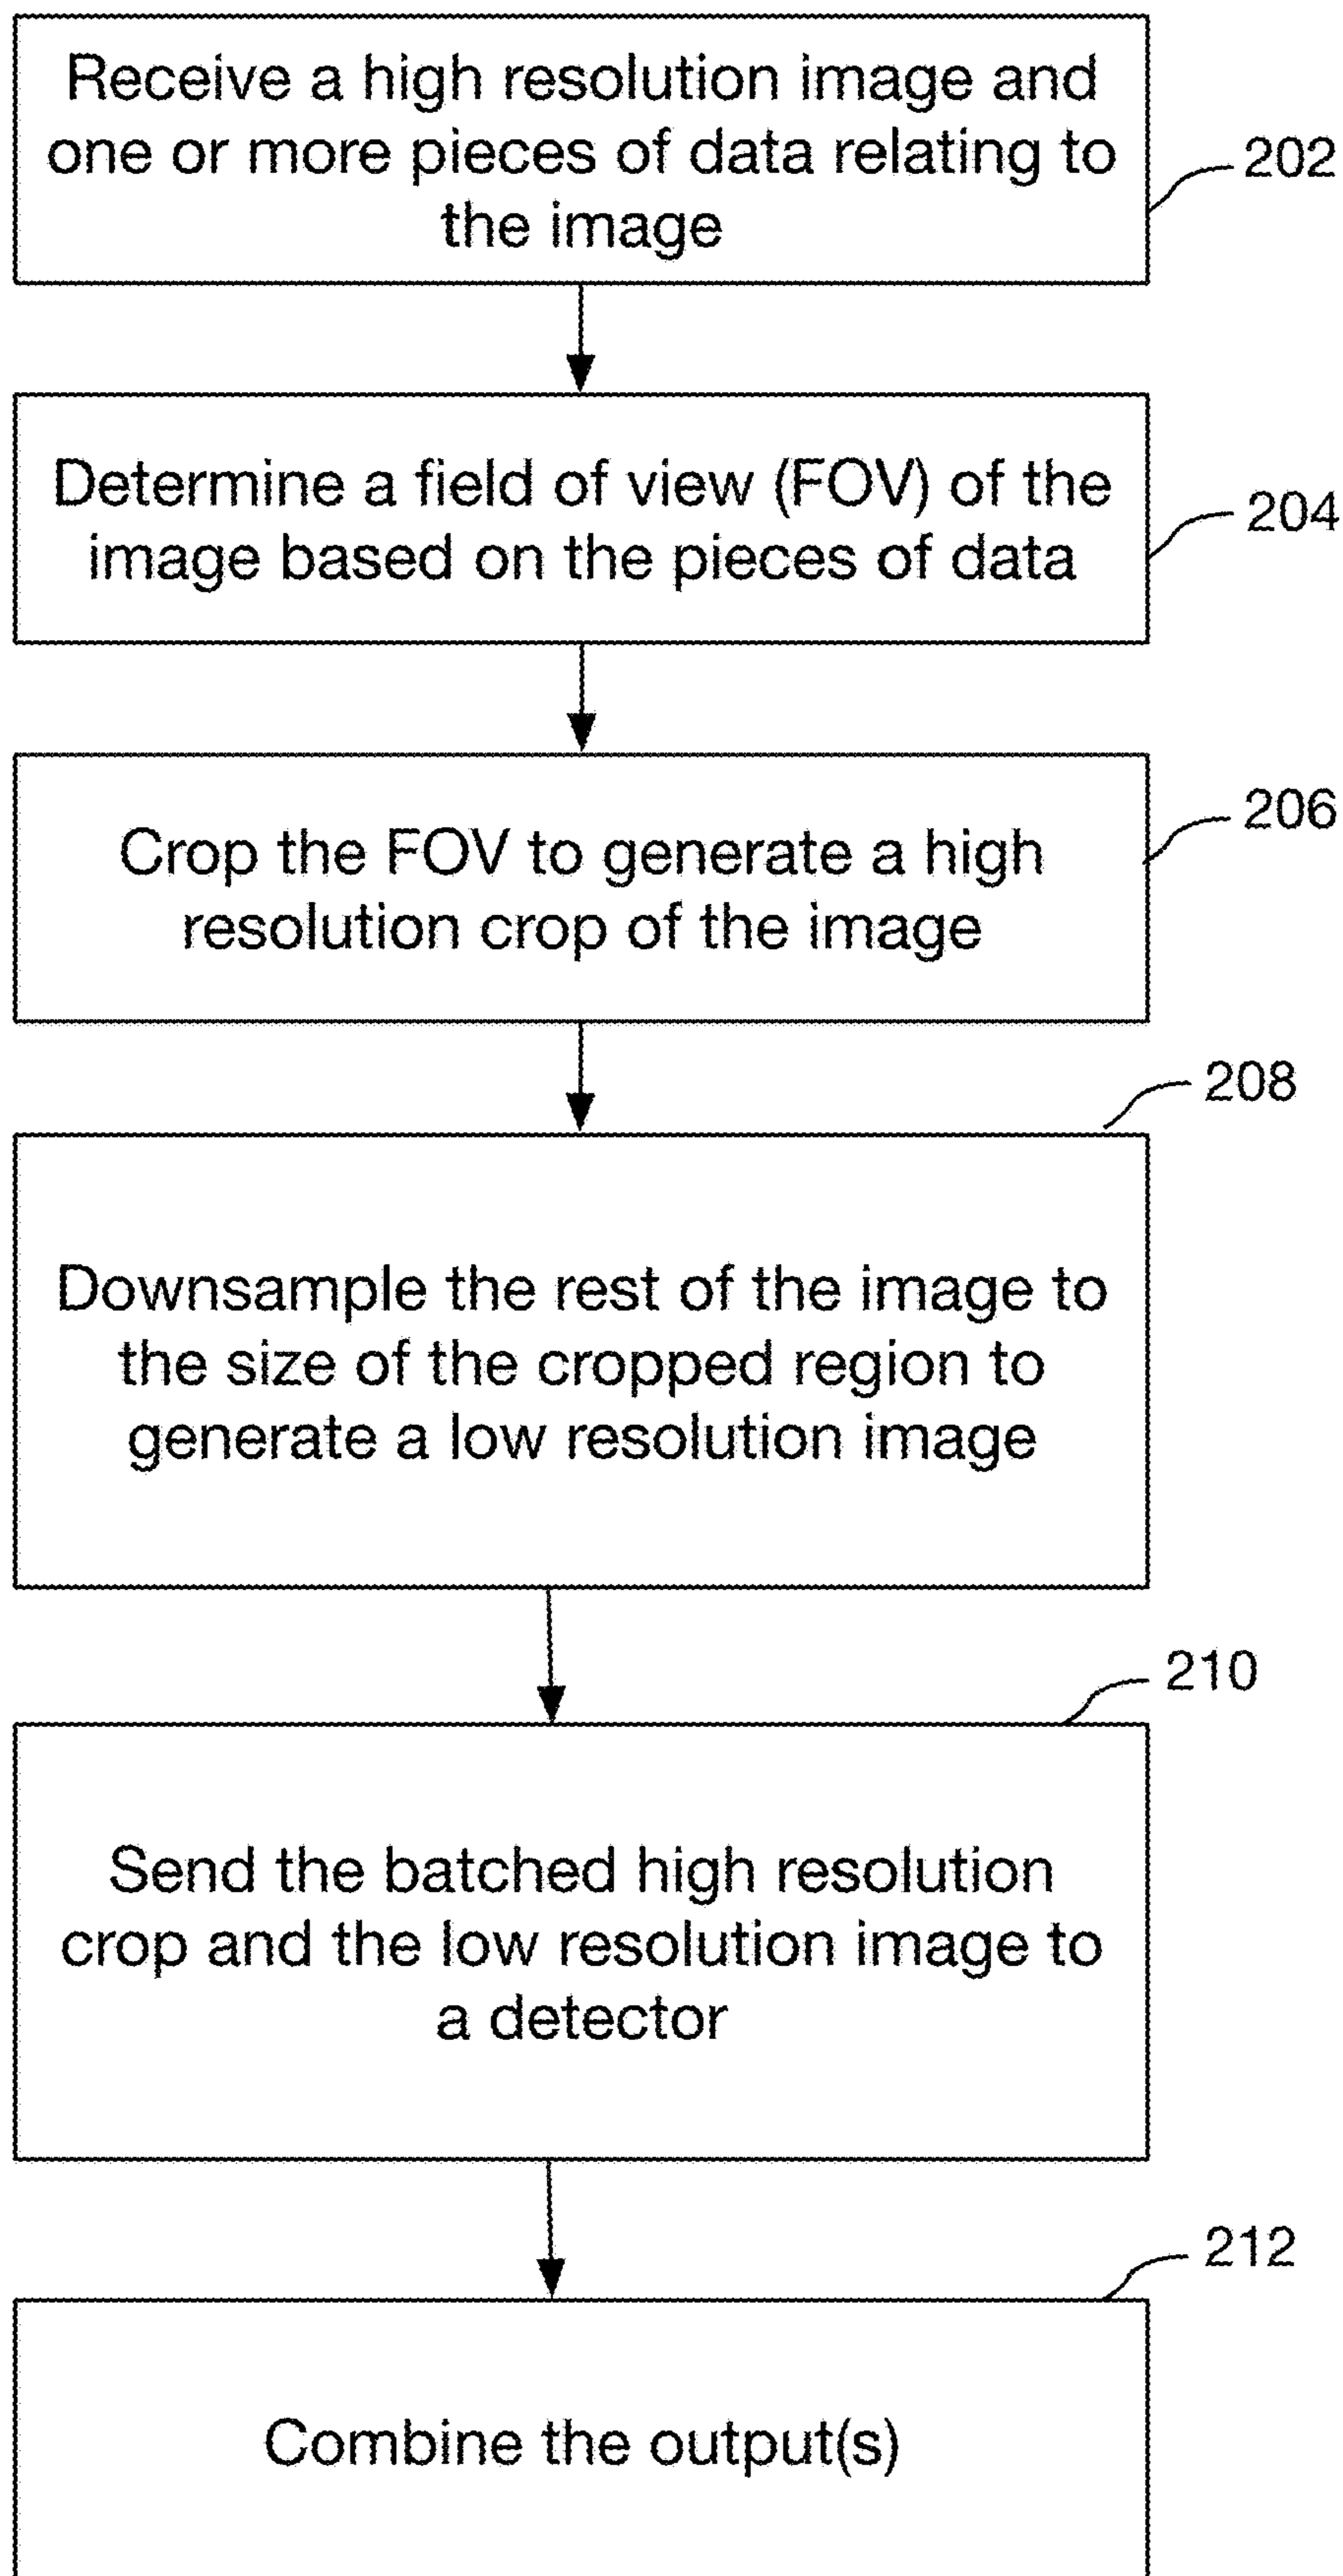 Receive a high resolution image and
one or more pieces of data relating to
the image
202
Determine a field of view (FOV) of the
image based on the pieces of data
204
Crop the FOV to generate a high
resolution crop of the image
206
208
Downsample the rest of the image to
the size of the cropped region to
generate a low resolution image
210
Send the batched high resolution
crop and the low resolution image to
a detector
212
Combine the output(s)